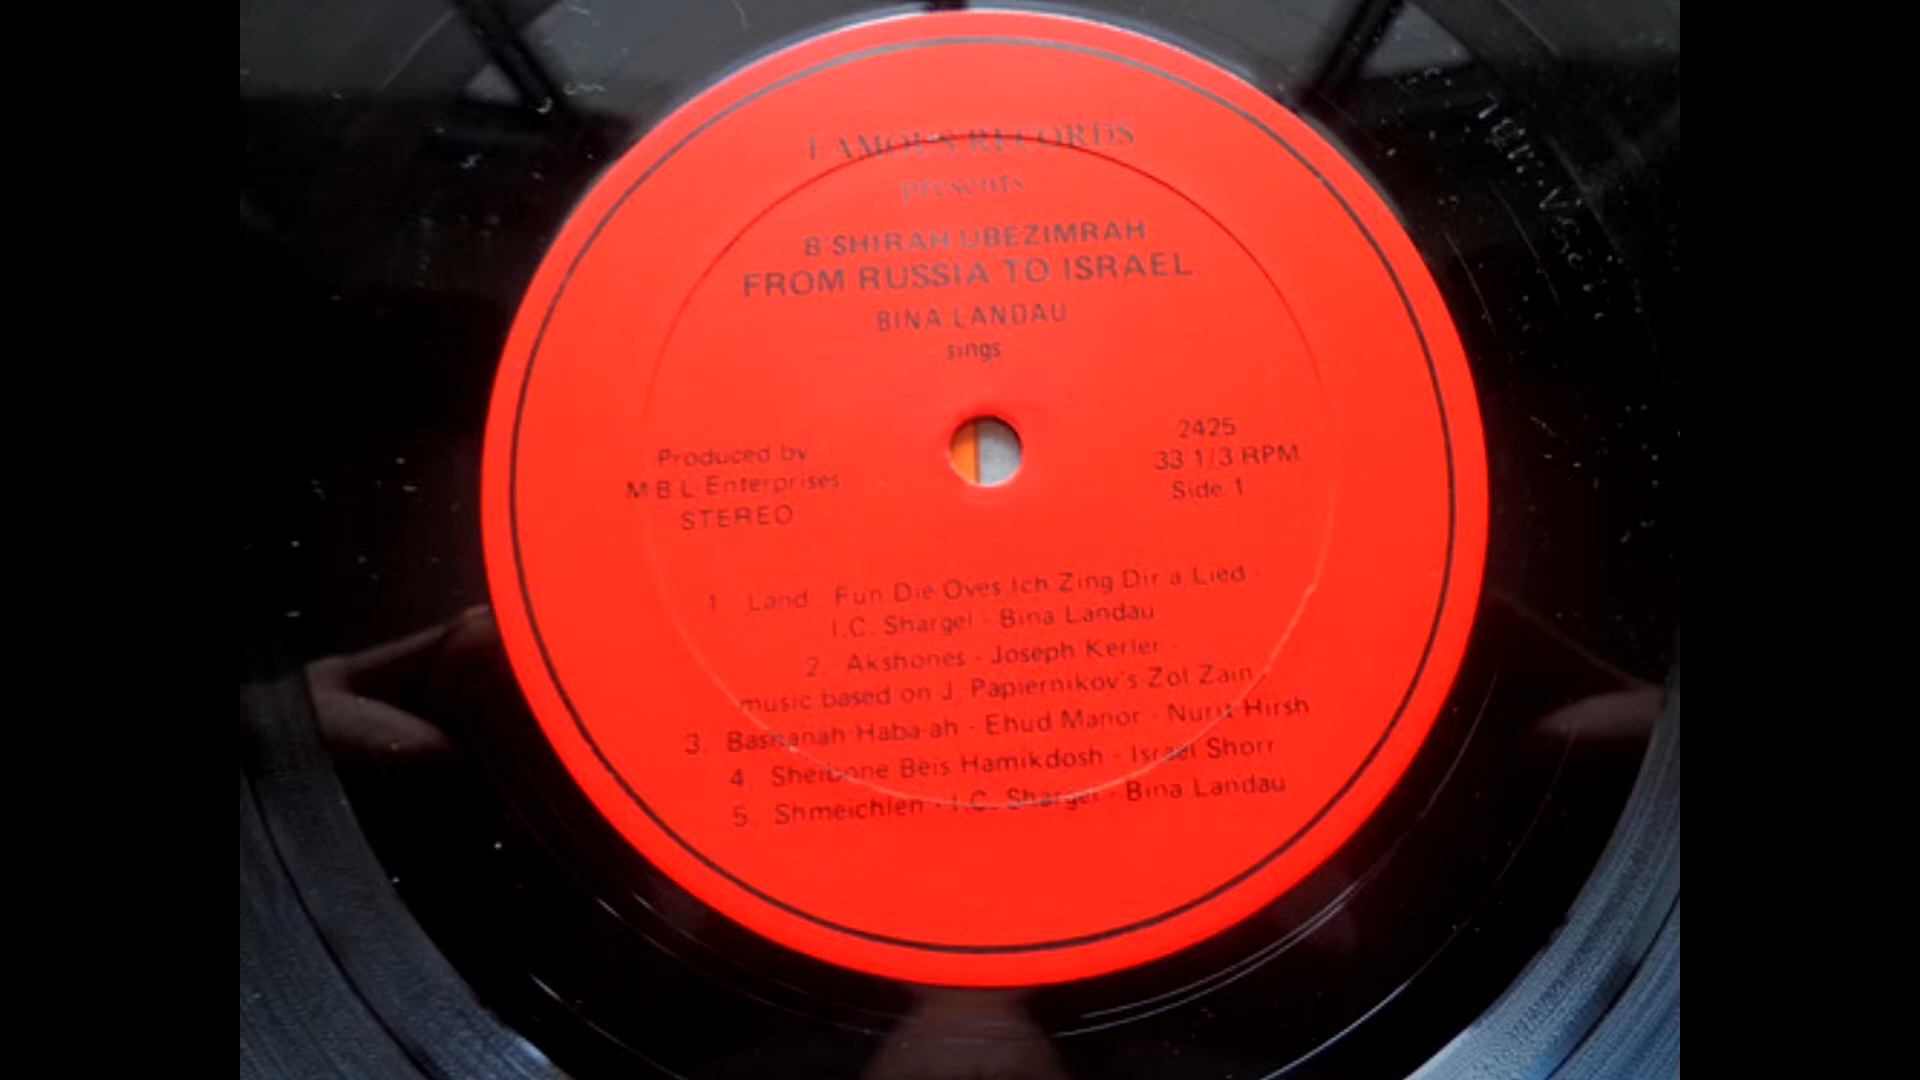 FAMOUS RECORDS
presents
B'SHIRAH UBEZIMRAH
FROM RUSSIA TO ISRAEL
BINA LANDAU
sings
Produced by
M B L Enterprises
STEREO
2425
33 1/3 RPM
Side 1
1. Land Fun Die Oves Ich Zing Dir a Lied -
I.C. Shargel - Bina Landau
2. Akshones - Joseph Kerler -
music based on J. Papiernikov's Zol Zain
3. Bashanah Haba-ah - Ehud Manor - Nurit Hirsh
4. Sheibone Beis Hamikdosh - Israel Shorr
5. Shmeichlen - I.C. Shargel - Bina Landau